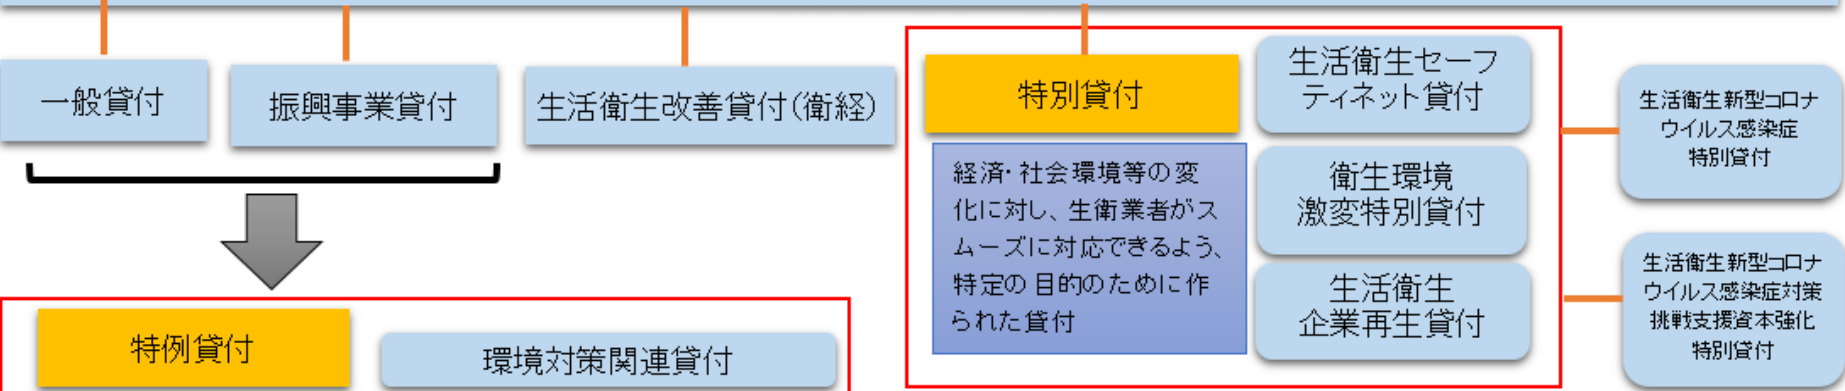 一般貸付
振興事業貸付
生活衛生改善貸付(衛経)
特別貸付
経済・社会環境等の変
化に対し、生衛業者がス
ムーズに対応できるよう、
特定の目的のために作
られた貸付
生活衛生セーフ
ティネット貸付
衛生環境
激変特別貸付
生活衛生
企業再生貸付
生活衛生新型コロナ
ウイルス感染症
特別貸付
生活衛生新型コロナ
ウイルス感染症対策
挑戦支援資本強化
特別貸付
特例貸付
環境対策関連貸付